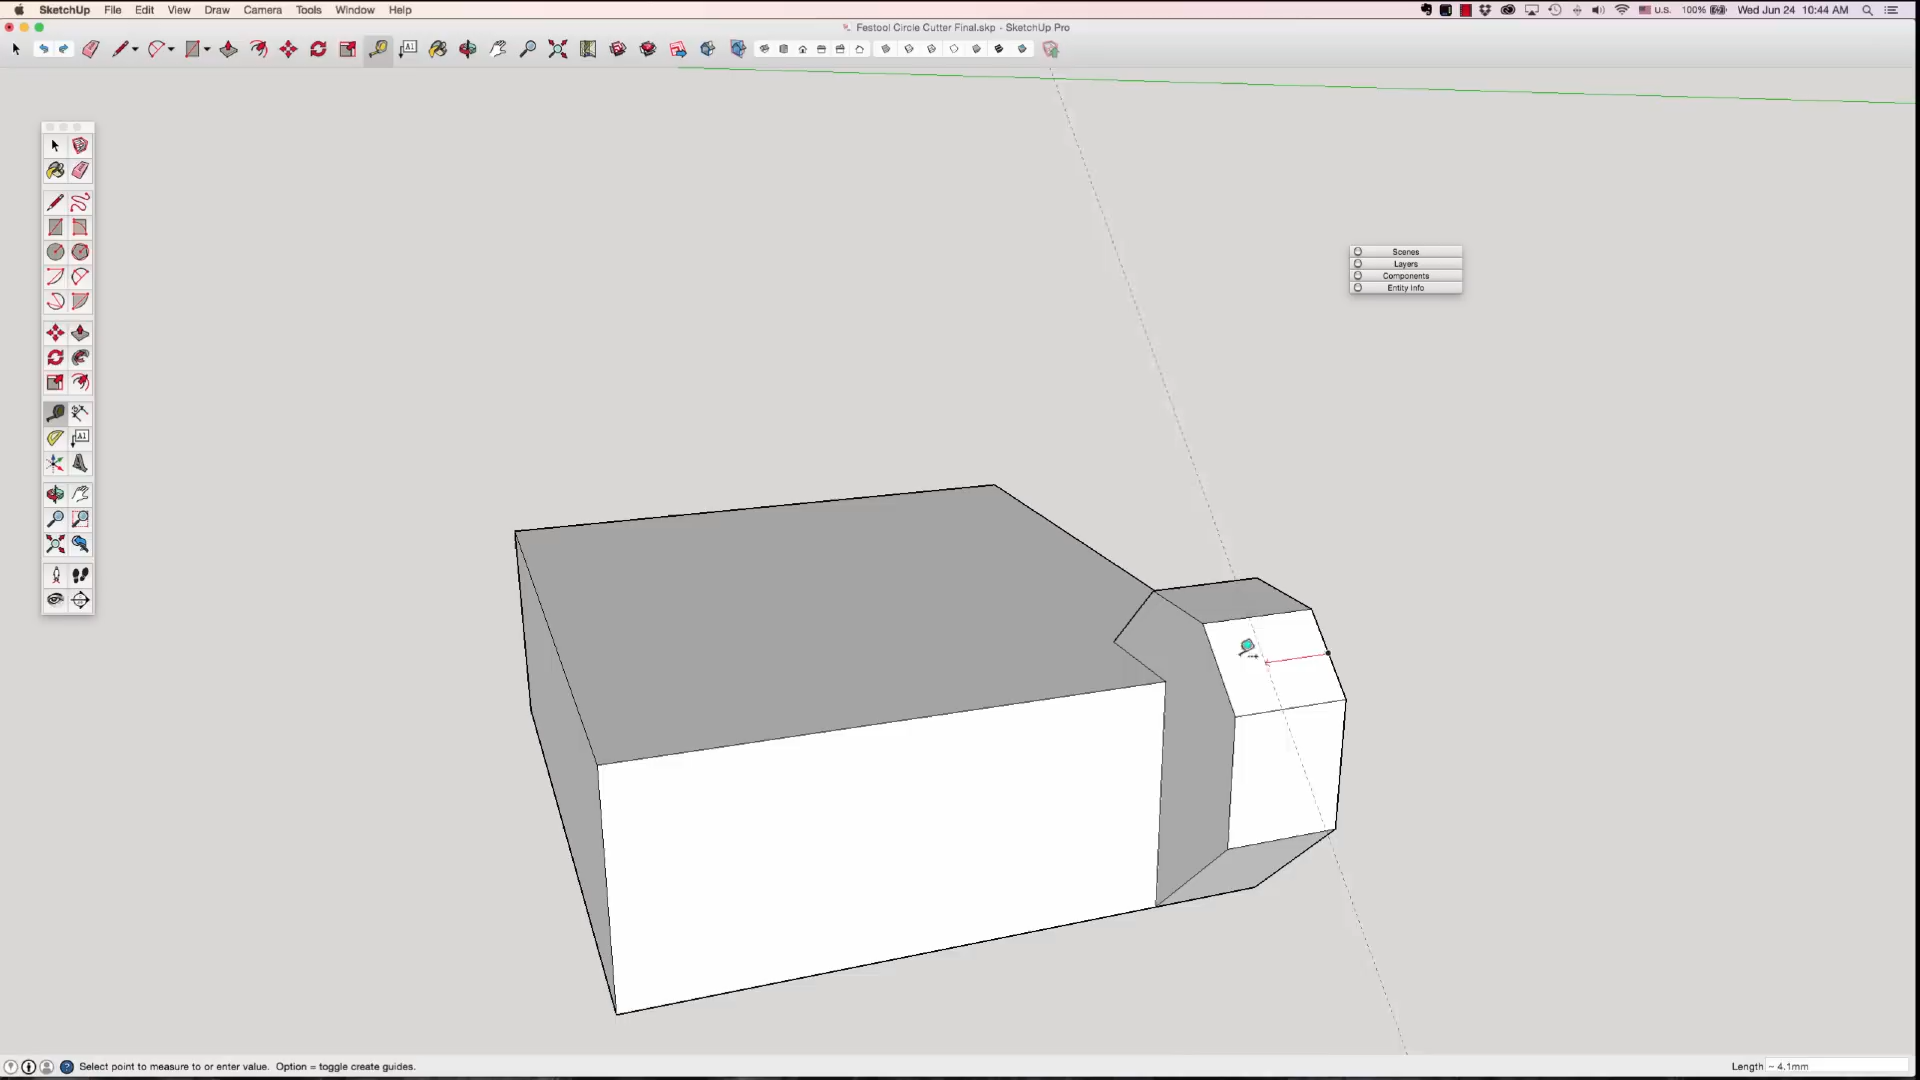 SketchUp File Edit View Draw Camera Tools Window Help
U.S. 100% Wed Jun 24 10:44 AM
Festool Circle Cutter Final.skp - SketchUp Pro
A1
Scenes
Layers
Components
Entity Info
A1
Select point to measure to or enter value. Option = toggle create guides.
Length ~ 4.1mm